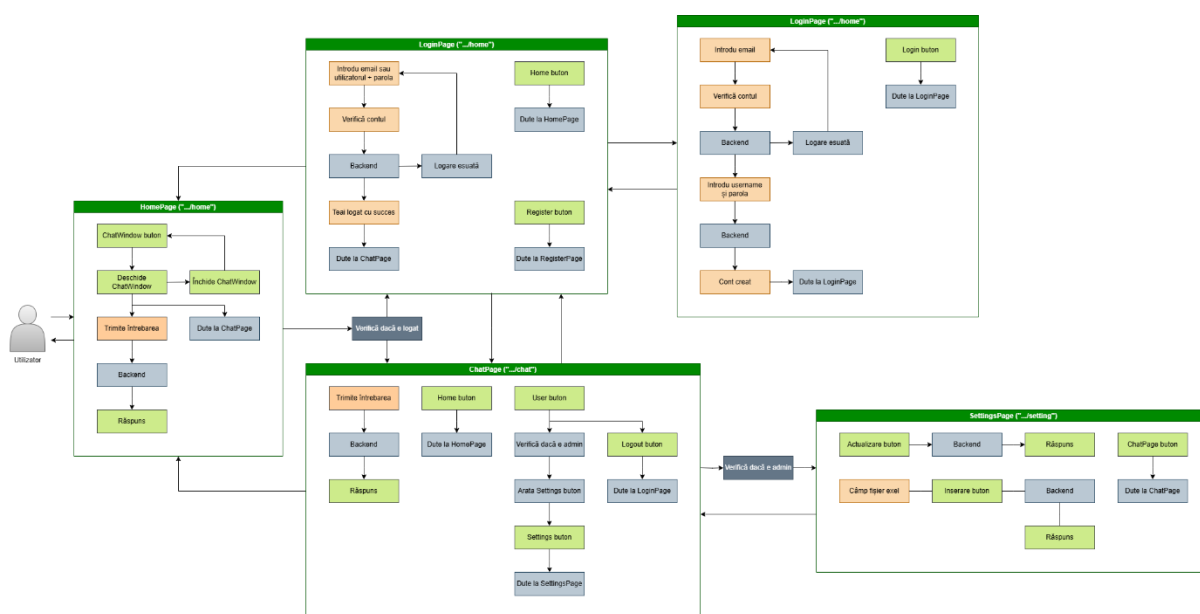 LoginPage (".../home")
Introdu email sau
utilizatorul + parola
Verifică contul
Backend
Logare esuată
Teai logat cu succes
Dute la ChatPage
Home buton
Dute la HomePage
Register buton
Dute la RegisterPage
LoginPage (".../home")
Introdu email
Verifică contul
Backend
Logare esuată
Introdu username
și parola
Backend
Cont creat
Dute la LoginPage
Login buton
Dute la LoginPage
HomePage (".../home")
ChatWindow buton
Deschide
ChatWindow
Închide ChatWindow
Trimite întrebarea
Dute la ChatPage
Backend
Răspuns
Utilizator
Verifică dacă e logat
ChatPage (".../chat")
Trimite întrebarea
Backend
Răspuns
Home buton
Dute la HomePage
User buton
Verifică dacă e admin
Logout buton
Arata Settings buton
Dute la LoginPage
Settings buton
Dute la SettingsPage
Verifică dacă e admin
SettingsPage (".../setting")
Actualizare buton
Backend
Răspuns
ChatPage buton
Câmp fișier exel
Inserare buton
Backend
Dute la ChatPage
Răspuns